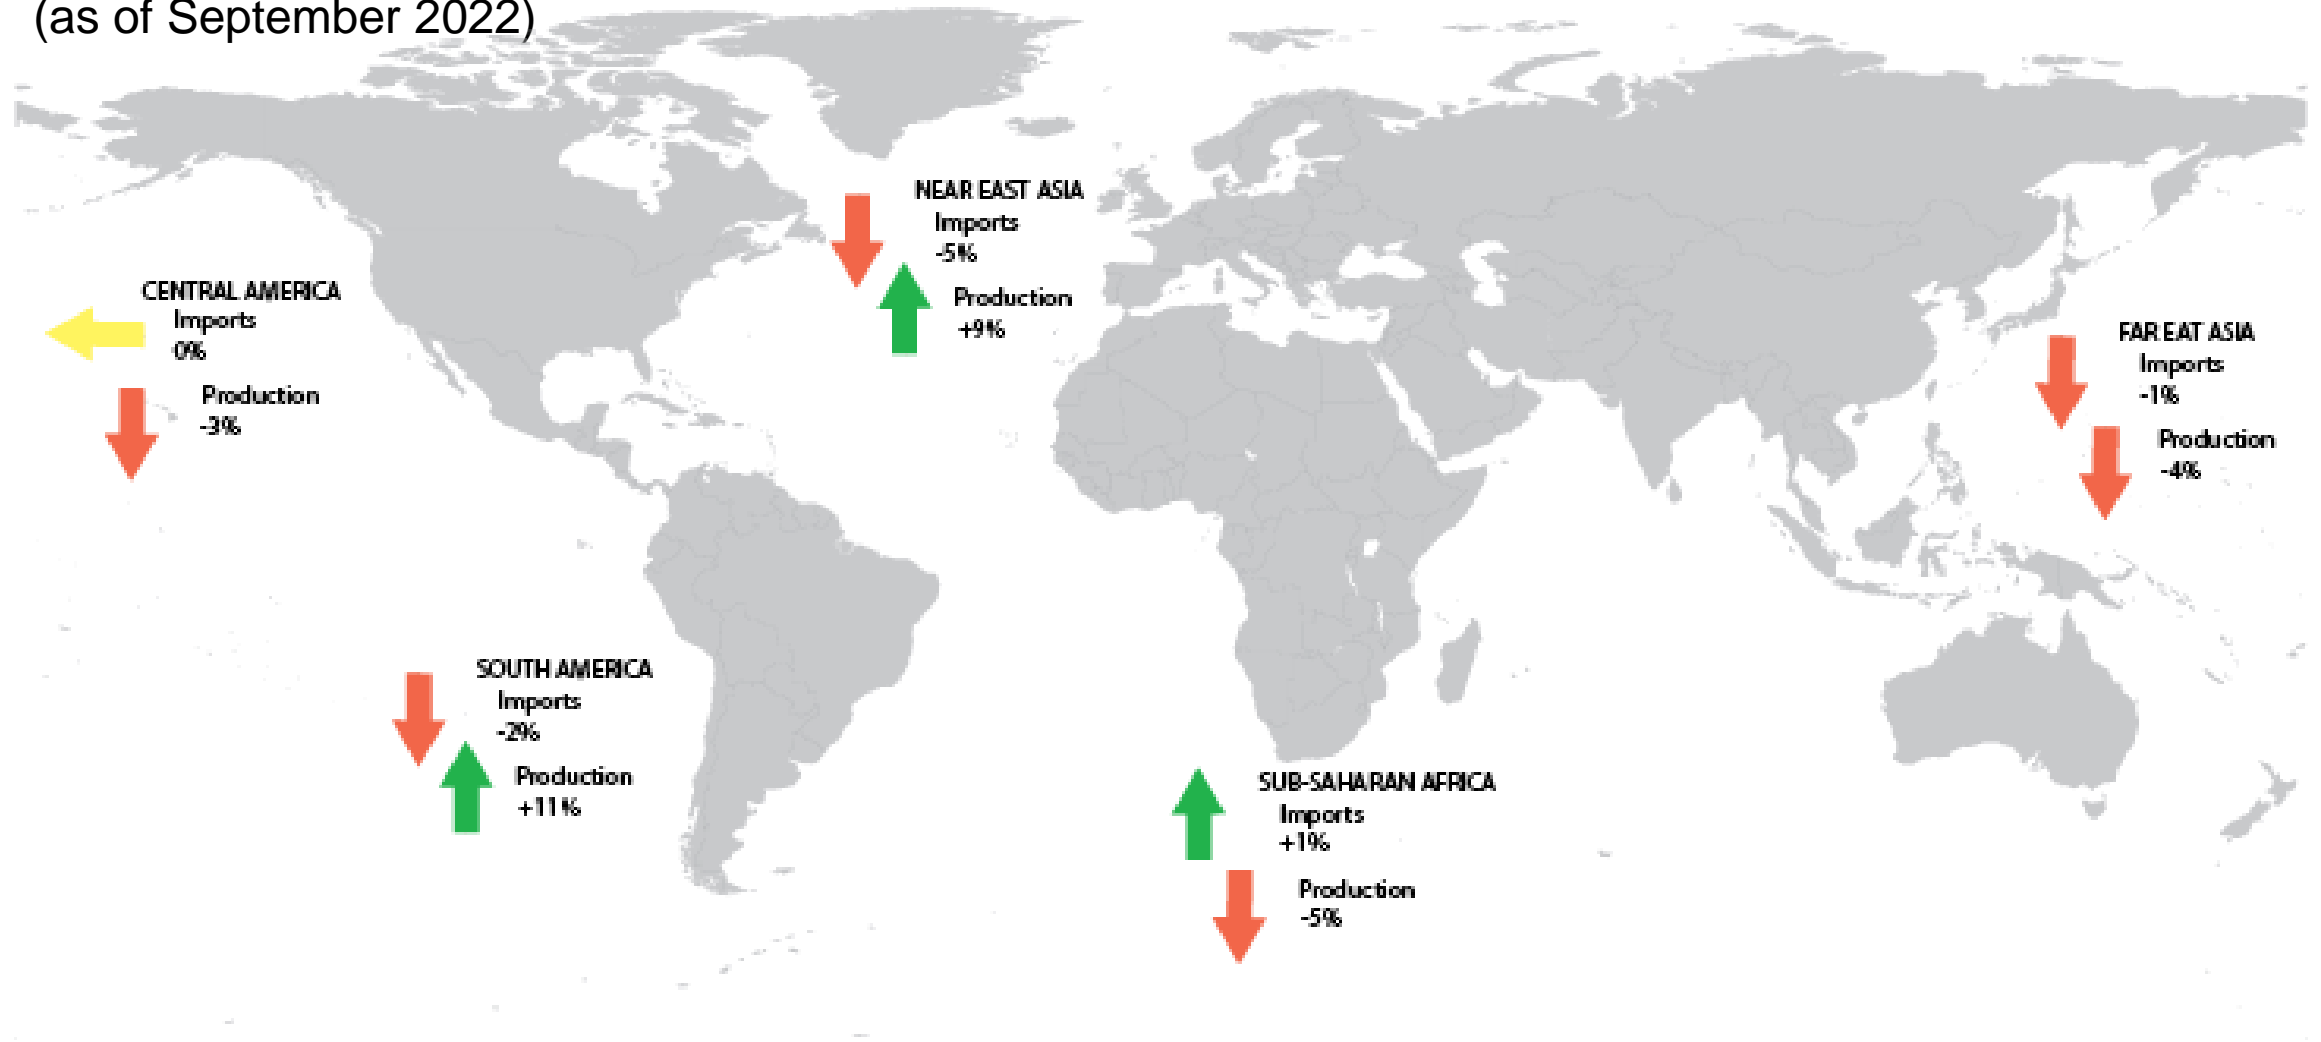 (as of September 2022)
NEAR EAST ASIA
Imports
-5%
Production
+9%
CENTRAL AMERICA
Imports
0%
Production
-3%
FAR EAT ASIA
Imports
-1%
Production
-4%
SOUTH AMERICA
Imports
-2%
Production
+11%
SUB-SAHARAN AFRICA
Imports
+1%
Production
-5%